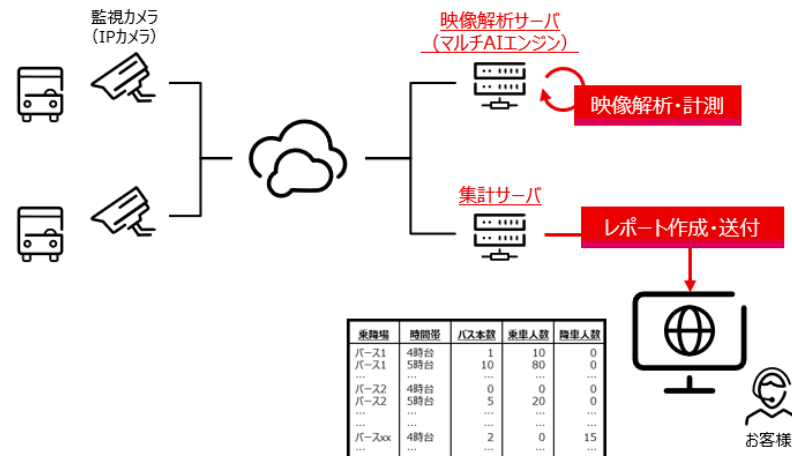 監視カメラ
（IPカメラ）
映像解析サーバ
（マルチAIエンジン）
映像解析・計測
集計サーバ
レポート作成・送付
乗降場 時間帯 バス本数 乗車人数 降車人数
バース1 4時台 1 10 0
バース1 5時台 10 80 0
… … … … …
バース2 4時台 0 0 0
バース2 5時台 5 20 0
… … … … …
… … … … …
バースxx 4時台 2 0 15
… … … … …
お客様